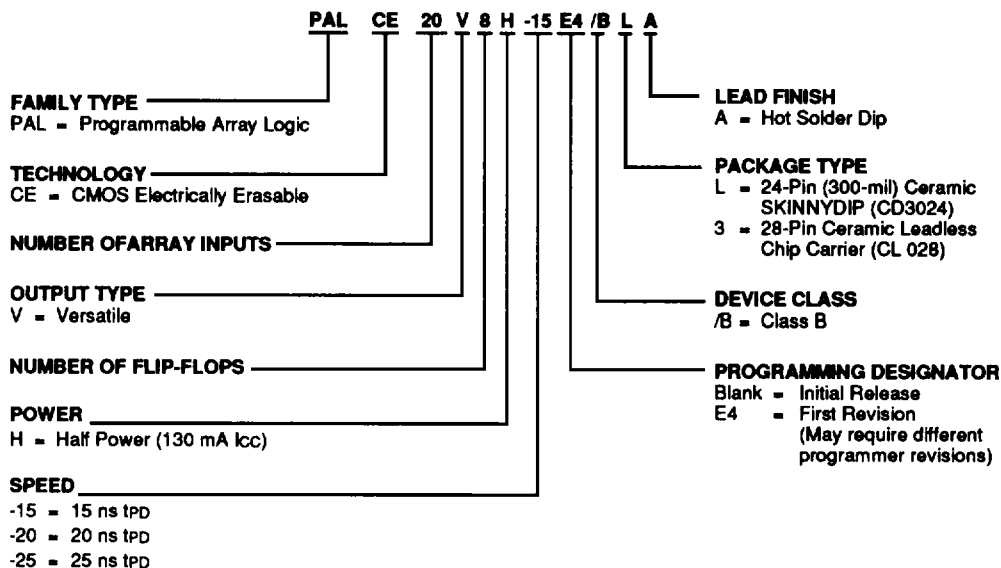 PAL CE 20 V 8 H -15 E4 /B L A
FAMILY TYPE
PAL = Programmable Array Logic
TECHNOLOGY
CE = CMOS Electrically Erasable
NUMBER OFARRAY INPUTS
OUTPUT TYPE
V = Versatile
NUMBER OF FLIP-FLOPS
POWER
H = Half Power (130 mA ICC)
SPEED
-15 = 15 ns tPD
-20 = 20 ns tPD
-25 = 25 ns tPD
LEAD FINISH
A = Hot Solder Dip
PACKAGE TYPE
L = 24-Pin (300-mil) Ceramic
SKINNYDIP (CD3024)
3 = 28-Pin Ceramic Leadless
Chip Carrier (CL 028)
DEVICE CLASS
/B = Class B
PROGRAMMING DESIGNATOR
Blank = Initial Release
E4 = First Revision
(May require different
programmer revisions)